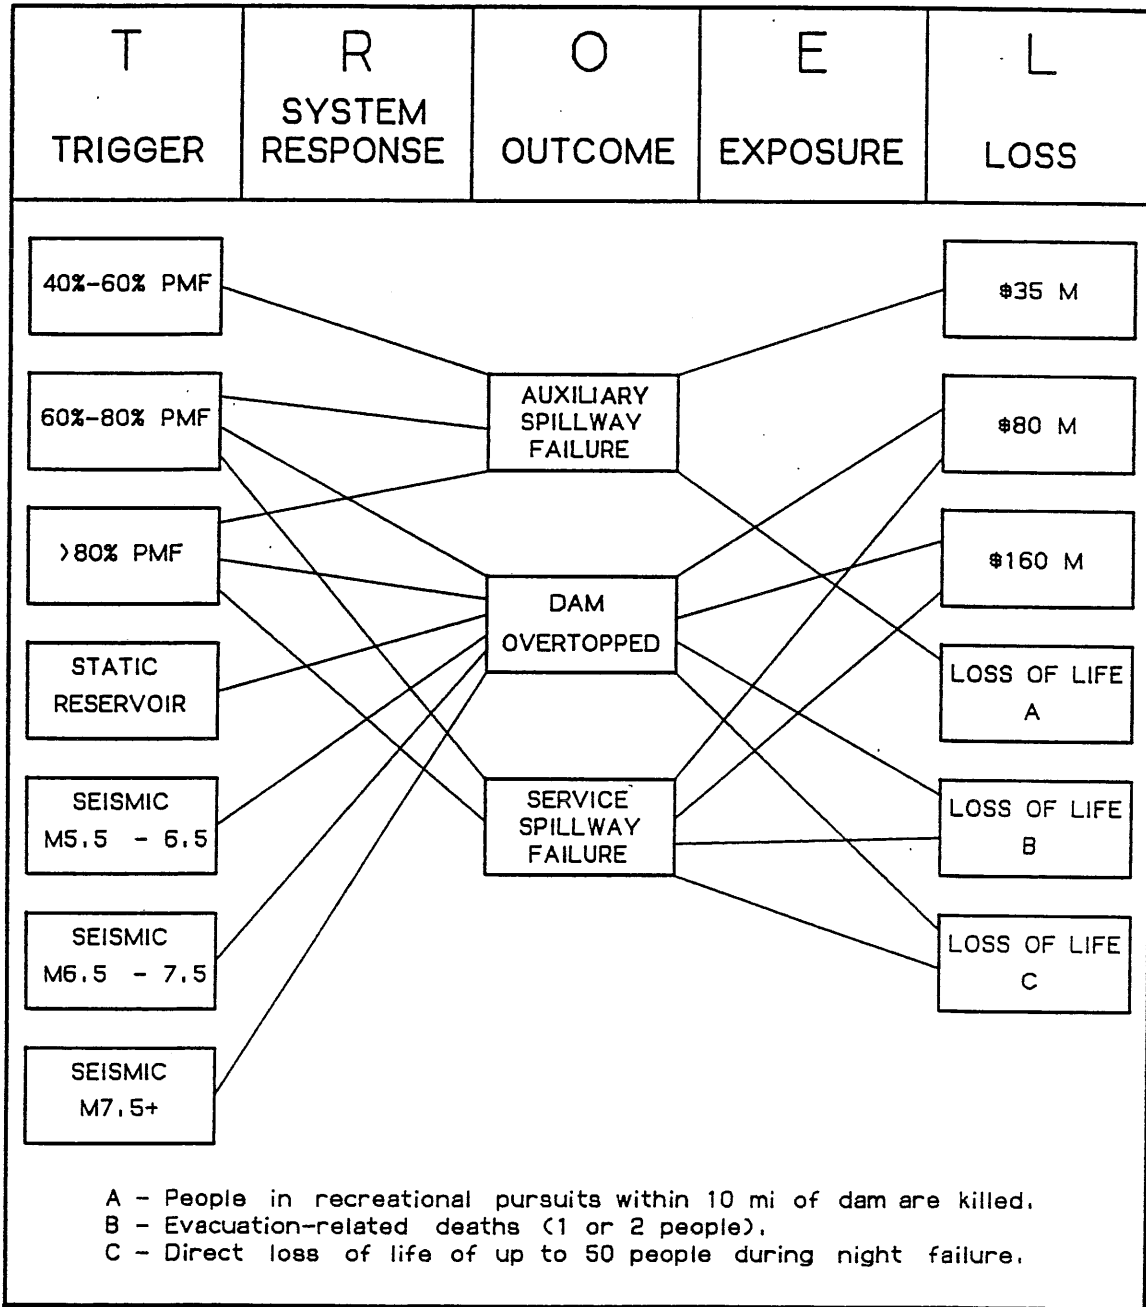 T
R
O
E
L
TRIGGER
SYSTEM
RESPONSE
OUTCOME
EXPOSURE
LOSS
40%-60% PMF
60%-80% PMF
>80% PMF
STATIC
RESERVOIR
SEISMIC
M5.5 - 6.5
SEISMIC
M6.5 - 7.5
SEISMIC
M7.5+
AUXILIARY
SPILLWAY
FAILURE
DAM
OVERTOPPED
SERVICE
SPILLWAY
FAILURE
$35 M
$80 M
$160 M
LOSS OF LIFE
A
LOSS OF LIFE
B
LOSS OF LIFE
C
A - People in recreational pursuits within 10 mi of dam are killed.
B - Evacuation-related deaths (1 or 2 people).
C - Direct loss of life of up to 50 people during night failure.